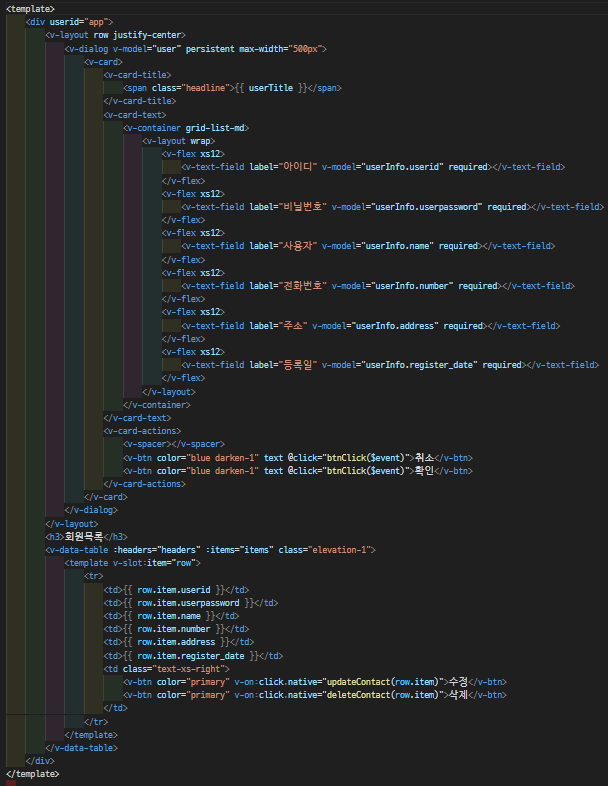 <template>
<div userid="app">
<v-layout row justify-center>
<v-dialog v-model="user" persistent max-width="500px">
<v-card>
<v-card-title>
<span class="headline">{{ userTitle }}</span>
</v-card-title>
<v-card-text>
<v-container grid-list-md>
<v-layout wrap>
<v-flex xs12>
<v-text-field label="아이디" v-model="userInfo.userid" required></v-text-field>
</v-flex>
<v-flex xs12>
<v-text-field label="비밀번호" v-model="userInfo.userpassword" required></v-text-field>
</v-flex>
<v-flex xs12>
<v-text-field label="사용자" v-model="userInfo.name" required></v-text-field>
</v-flex>
<v-flex xs12>
<v-text-field label="전화번호" v-model="userInfo.number" required></v-text-field>
</v-flex>
<v-flex xs12>
<v-text-field label="주소" v-model="userInfo.address" required></v-text-field>
</v-flex>
<v-flex xs12>
<v-text-field label="등록일" v-model="userInfo.register_date" required></v-text-field>
</v-flex>
</v-layout>
</v-container>
</v-card-text>
<v-card-actions>
<v-spacer></v-spacer>
<v-btn color="blue darken-1" text @click="btnClick($event)">취소</v-btn>
<v-btn color="blue darken-1" text @click="btnClick($event)">확인</v-btn>
</v-card-actions>
</v-card>
</v-dialog>
</v-layout>
<h3>회원목록</h3>
<v-data-table :headers="headers" :items="items" class="elevation-1">
<template v-slot:item="row">
<tr>
<td>{{ row.item.userid }}</td>
<td>{{ row.item.userpassword }}</td>
<td>{{ row.item.name }}</td>
<td>{{ row.item.number }}</td>
<td>{{ row.item.address }}</td>
<td>{{ row.item.register_date }}</td>
<td class="text-xs-right">
<v-btn color="primary" v-on:click.native="updateContact(row.item)">수정</v-btn>
<v-btn color="primary" v-on:click.native="deleteContact(row.item)">삭제</v-btn>
</td>
</tr>
</template>
</v-data-table>
</div>
</template>